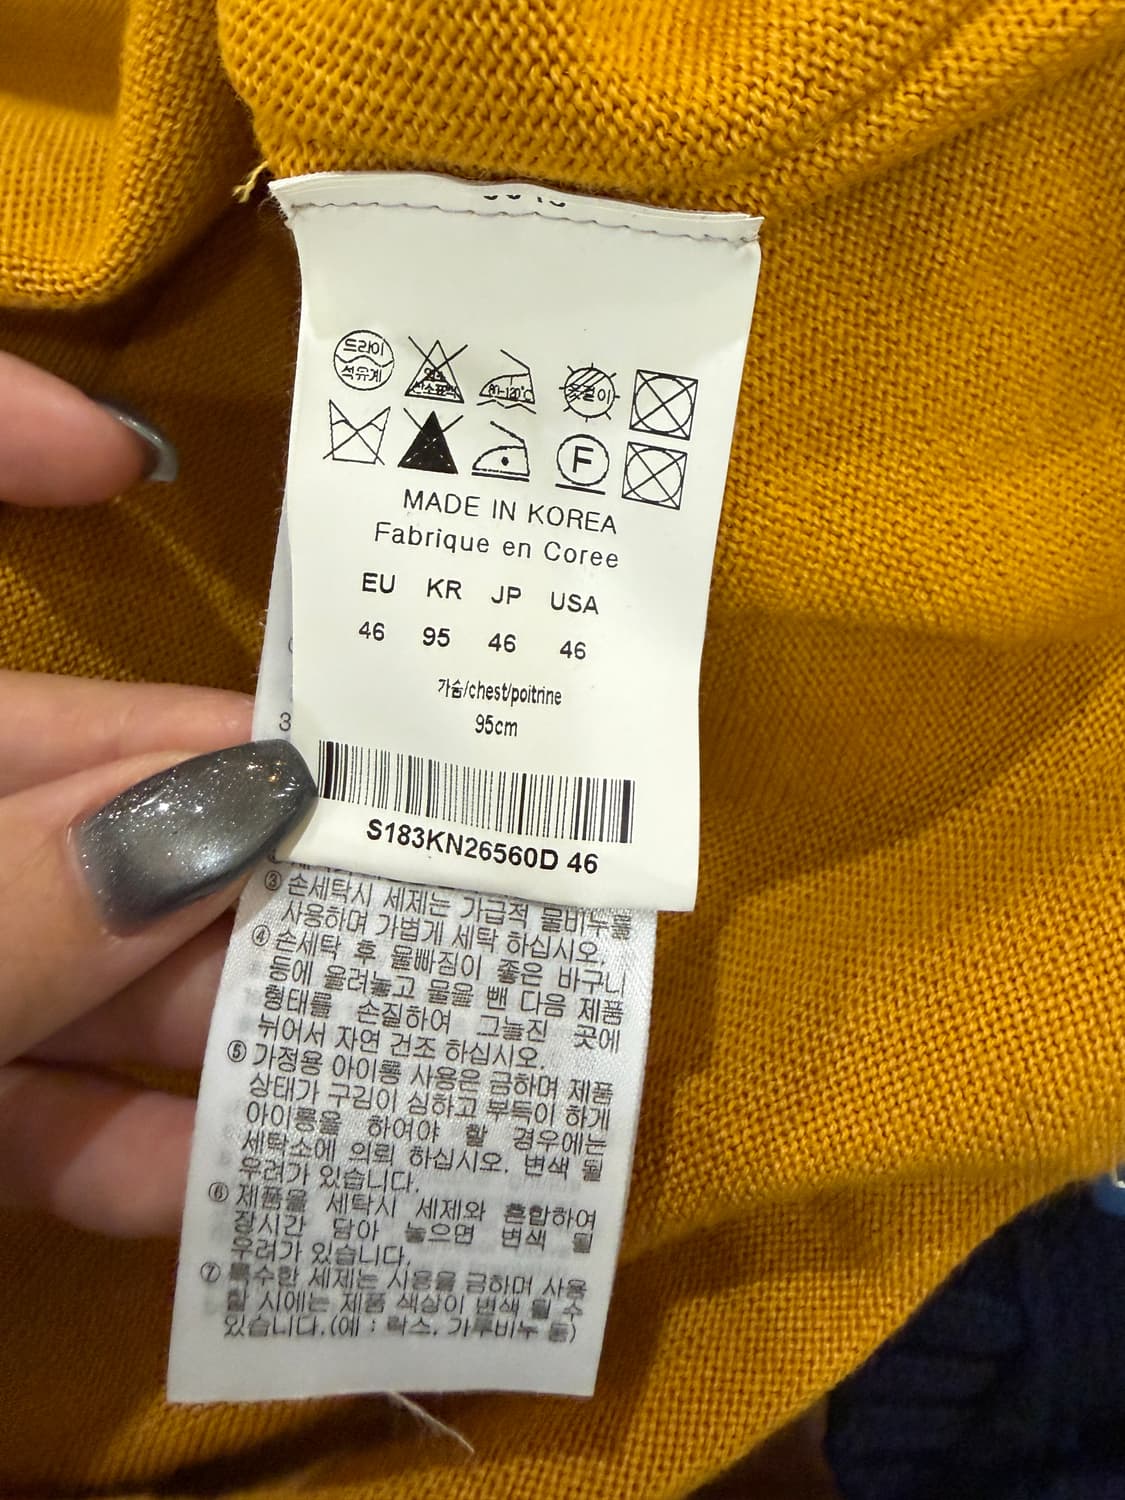 드라이
석유계
염소
산소표백
80~120℃
옷걸이
F
MADE IN KOREA
Fabrique en Coree
EU KR JP USA
46 95 46 46
가슴/chest/poitrine
95cm
3
S183KN26560D 46
③ 손세탁시 세제는 가급적 물비누를
사용하며 가볍게 세탁 하십시오.
④ 손세탁 후 물빠짐이 좋은 바구니
등에 올려놓고 물을 뺀 다음 제품
형태를 손질하여 그늘진 곳에
뉘어서 자연 건조 하십시오.
⑤ 가정용 아이롱 사용은 금하며 제품
상태가 구김이 심하고 부득이 하게
아이롱을 하여야 할 경우에는
세탁소에 의뢰 하십시오. 변색 될
우려가 있습니다.
⑥ 제품을 세탁시 세제와 혼합하여
장시간 담아 놓으면 변색 될
우려가 있습니다.
⑦ 특수한 세제는 사용을 금하며 사용
할 시에는 제품 색상이 변색 될 수
있습니다.(예 : 락스, 가루비누 등)